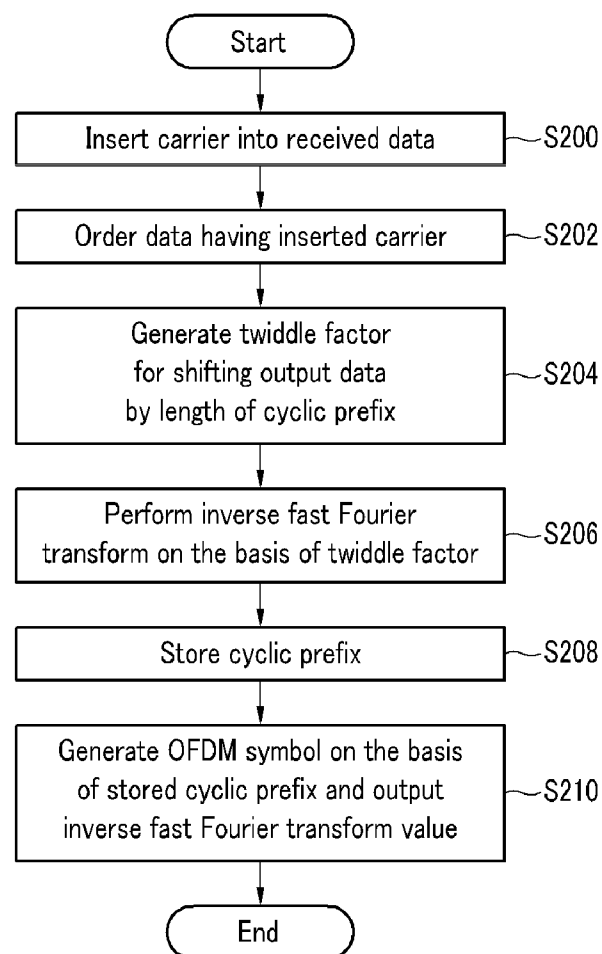 Start
Insert carrier into received data
S200
Order data having inserted carrier
S202
Generate twiddle factor
for shifting output data
by length of cyclic prefix
S204
Perform inverse fast Fourier
transform on the basis of twiddle factor
S206
Store cyclic prefix
S208
Generate OFDM symbol on the basis
of stored cyclic prefix and output
inverse fast Fourier transform value
S210
End